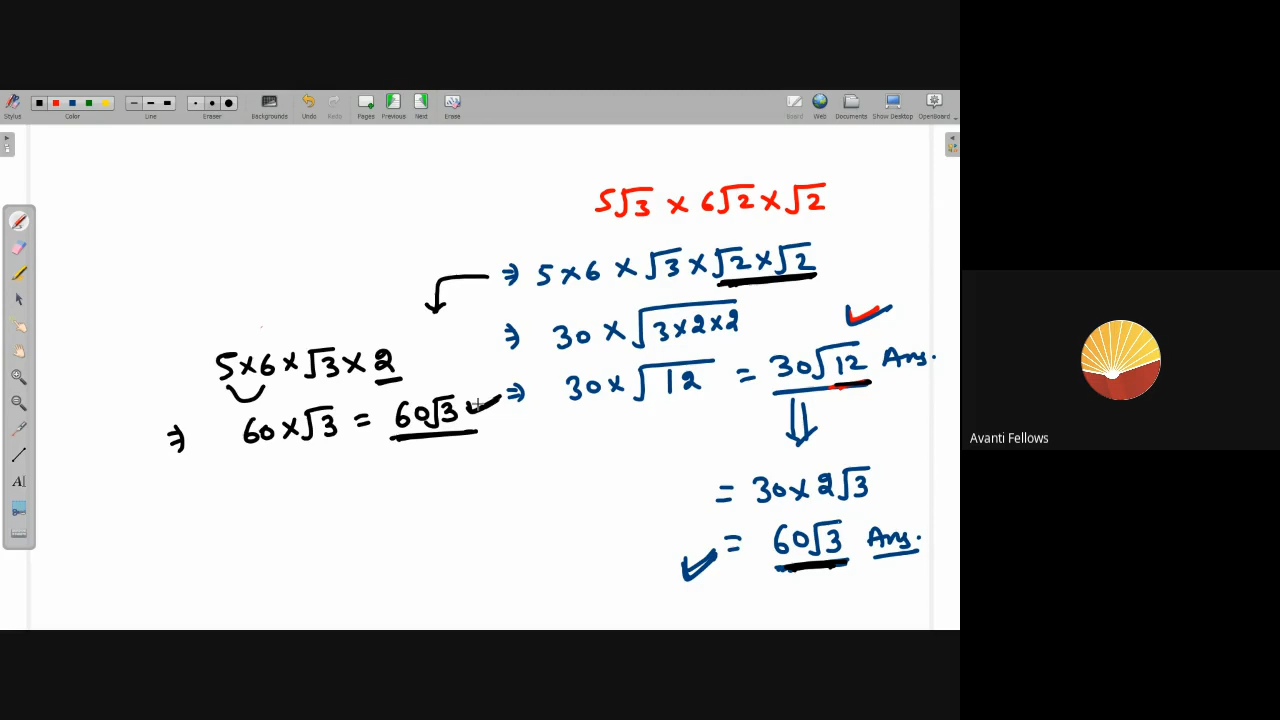 Stylus Color Line Eraser Backgrounds Undo Redo Pages Previous Next Erase Board Web Documents Show Desktop OpenBoard
5√3 × 6√2 × √2
⇒ 5 × 6 × √3 × √2 × √2
⇒ 30 × √(3×2×2)
⇒ 30 × √12 = 30√12 Ans.
= 30 × 2√3
= 60√3 Ans.
5 × 6 × √3 × 2
⇒ 60 × √3 = 60√3
Avanti Fellows